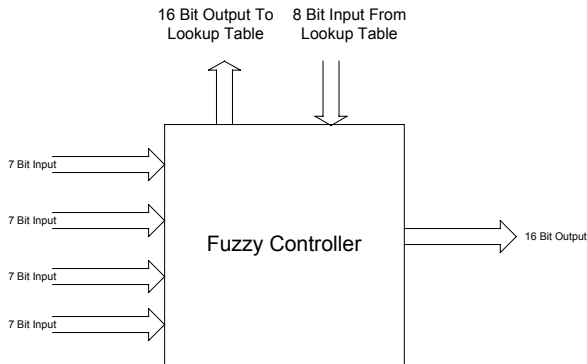 16 Bit Output To
Lookup Table
8 Bit Input From
Lookup Table
7 Bit Input
7 Bit Input
7 Bit Input
7 Bit Input
Fuzzy Controller
16 Bit Output